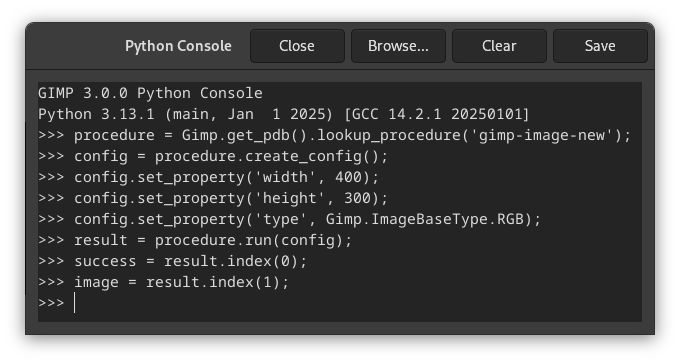 Python Console Close Browse... Clear Save
GIMP 3.0.0 Python Console
Python 3.13.1 (main, Jan  1 2025) [GCC 14.2.1 20250101]
>>> procedure = Gimp.get_pdb().lookup_procedure('gimp-image-new');
>>> config = procedure.create_config();
>>> config.set_property('width', 400);
>>> config.set_property('height', 300);
>>> config.set_property('type', Gimp.ImageBaseType.RGB);
>>> result = procedure.run(config);
>>> success = result.index(0);
>>> image = result.index(1);
>>>